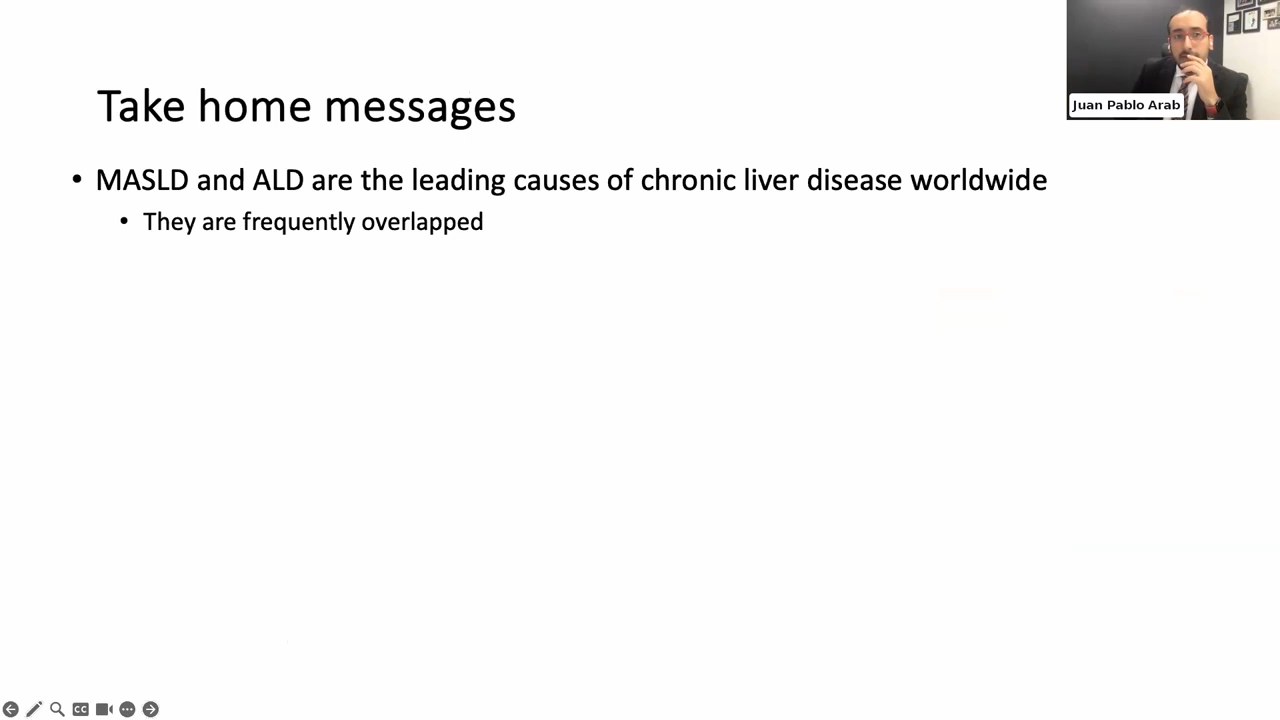 Take home messages
Juan Pablo Arab
• MASLD and ALD are the leading causes of chronic liver disease worldwide
• They are frequently overlapped
CC